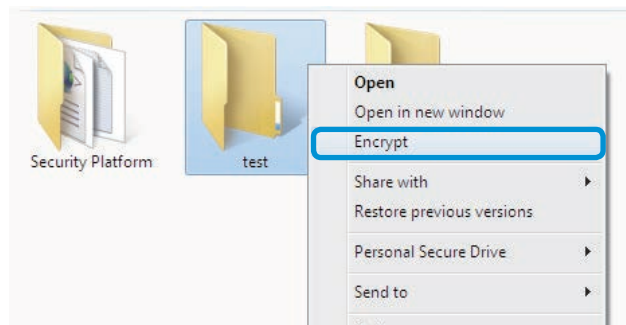 Security Platform
test
Open
Open in new window
Encrypt
Share with
Restore previous versions
Personal Secure Drive
Send to